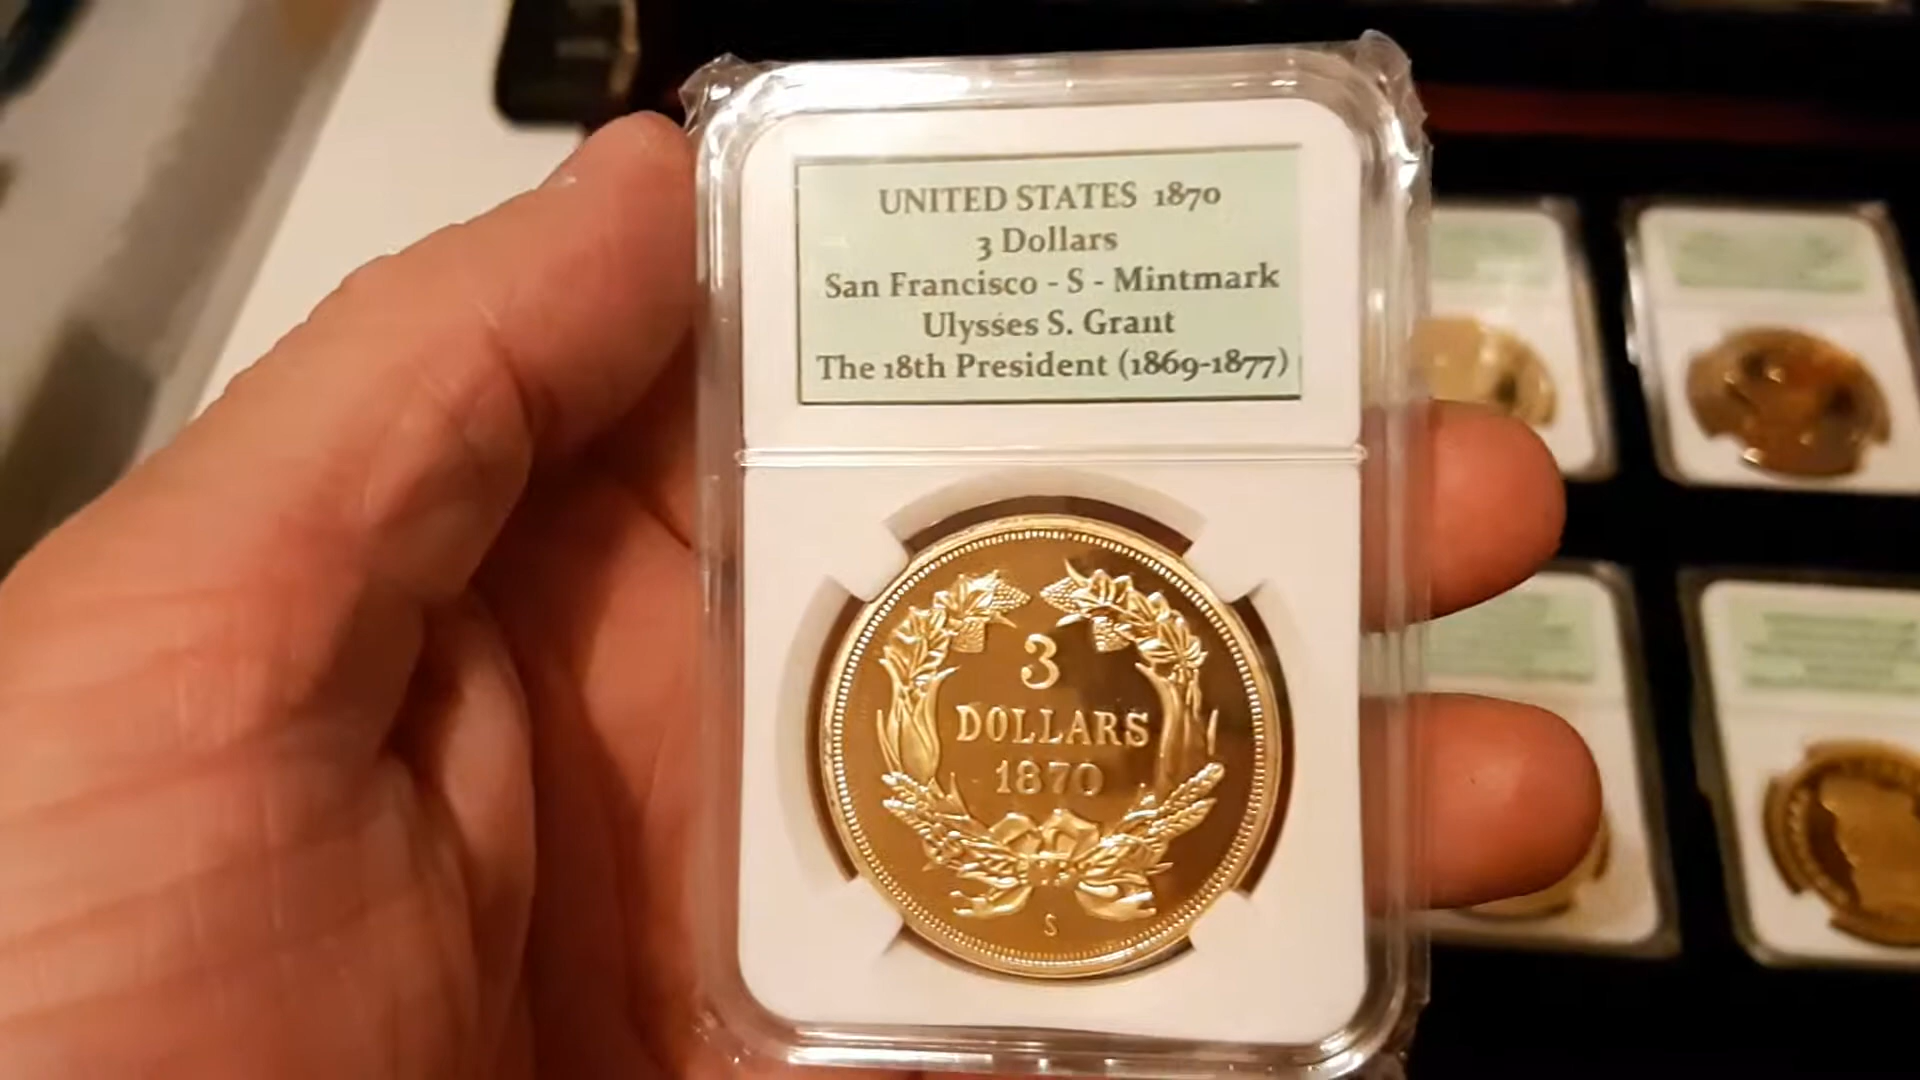 UNITED STATES 1870
3 Dollars
San Francisco - S - Mintmark
Ulysses S. Grant
The 18th President (1869-1877)
3
DOLLARS
1870
S